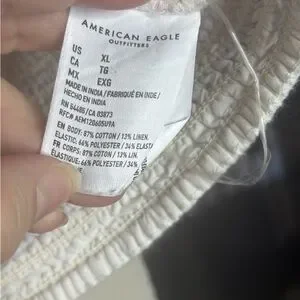 AMERICAN EAGLE
OUTFITTERS
US XL
CA TG
MX EXG
MADE IN INDIA / FABRIQUÉ EN INDE /
HECHO EN INDIA
RN 54485 / CA 03873
RFC# AEM120605U9A
EN BODY: 87% COTTON / 13% LINEN.
ELASTIC: 66% POLYESTER / 34%
FR CORPS: 87% COTON / 13% LIN.
ÉLASTIQUE: 66% POLYESTER / 34%